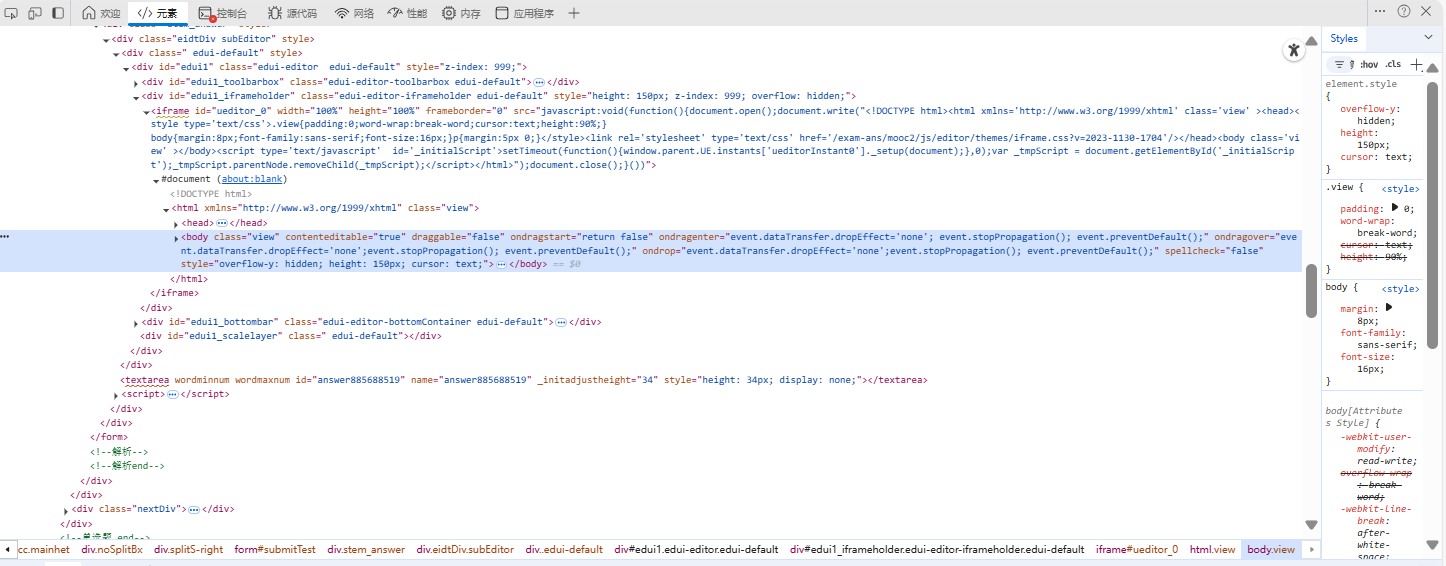 欢迎 </> 元素 控制台 源代码 网络 性能 内存 应用程序
<div class="eidtDiv subEditor" style>
<div class=" edui-default" style>
<div id="edui1" class="edui-editor  edui-default" style="z-index: 999;">
<div id="edui1_toolbarbox" class="edui-editor-toolbarbox edui-default">…</div>
<div id="edui1_iframeholder" class="edui-editor-iframeholder edui-default" style="height: 150px; z-index: 999; overflow: hidden;">
<iframe id="ueditor_0" width="100%" height="100%" frameborder="0" src="javascript:void(function(){document.open();document.write("<!DOCTYPE html><html xmlns='http://www.w3.org/1999/xhtml' class='view' ><head><
style type='text/css'>.view{padding:0;word-wrap:break-word;cursor:text;height:90%;}
body{margin:8px;font-family:sans-serif;font-size:16px;}p{margin:5px 0;}</style><link rel='stylesheet' type='text/css' href='/exam-ans/mooc2/js/editor/themes/iframe.css?v=2023-1130-1704'/></head><body class='vi
ew' ></body><script type='text/javascript'  id='_initialScript'>setTimeout(function(){window.parent.UE.instants['ueditorInstant0']._setup(document);},0);var _tmpScript = document.getElementById('_initialScrip
t');_tmpScript.parentNode.removeChild(_tmpScript);</script></html>");document.close();}())">
#document (about:blank)
<!DOCTYPE html>
<html xmlns="http://www.w3.org/1999/xhtml" class="view">
<head>…</head>
<body class="view" contenteditable="true" draggable="false" ondragstart="return false" ondragenter="event.dataTransfer.dropEffect='none'; event.stopPropagation(); event.preventDefault();" ondragover="eve
nt.dataTransfer.dropEffect='none';event.stopPropagation(); event.preventDefault();" ondrop="event.dataTransfer.dropEffect='none';event.stopPropagation(); event.preventDefault();" spellcheck="false"
style="overflow-y: hidden; height: 150px; cursor: text;">…</body> == $0
</html>
</iframe>
</div>
<div id="edui1_bottombar" class="edui-editor-bottomContainer edui-default">…</div>
<div id="edui1_scalelayer" class=" edui-default"></div>
</div>
</div>
<textarea wordminnum wordmaxnum id="answer885688519" name="answer885688519" _initadjustheight="34" style="height: 34px; display: none;"></textarea>
<script>…</script>
</div>
</div>
</form>
<!--解析-->
<!--解析end-->
</div>
</div>
<div class="nextDiv">…</div>
</div>
cc.mainhet div.noSplitBx div.splitS-right form#submitTest div.stem_answer div.eidtDiv.subEditor div..edui-default div#edui1.edui-editor.edui-default div#edui1_iframeholder.edui-editor-iframeholder.edui-default iframe#ueditor_0 html.view body.view
Styles
:hov .cls
element.style
{
overflow-y:
hidden;
height:
150px;
cursor: text;
}
.view { <style>
padding: 0;
word-wrap:
break-word;
cursor: text;
height: 90%;
}
body { <style>
margin:
8px;
font-family:
sans-serif;
font-size:
16px;
}
body[Attribute
s Style] {
-webkit-user-
modify:
read-write;
overflow-wrap
: break-
word;
-webkit-line-
break:
after-
white-
space;